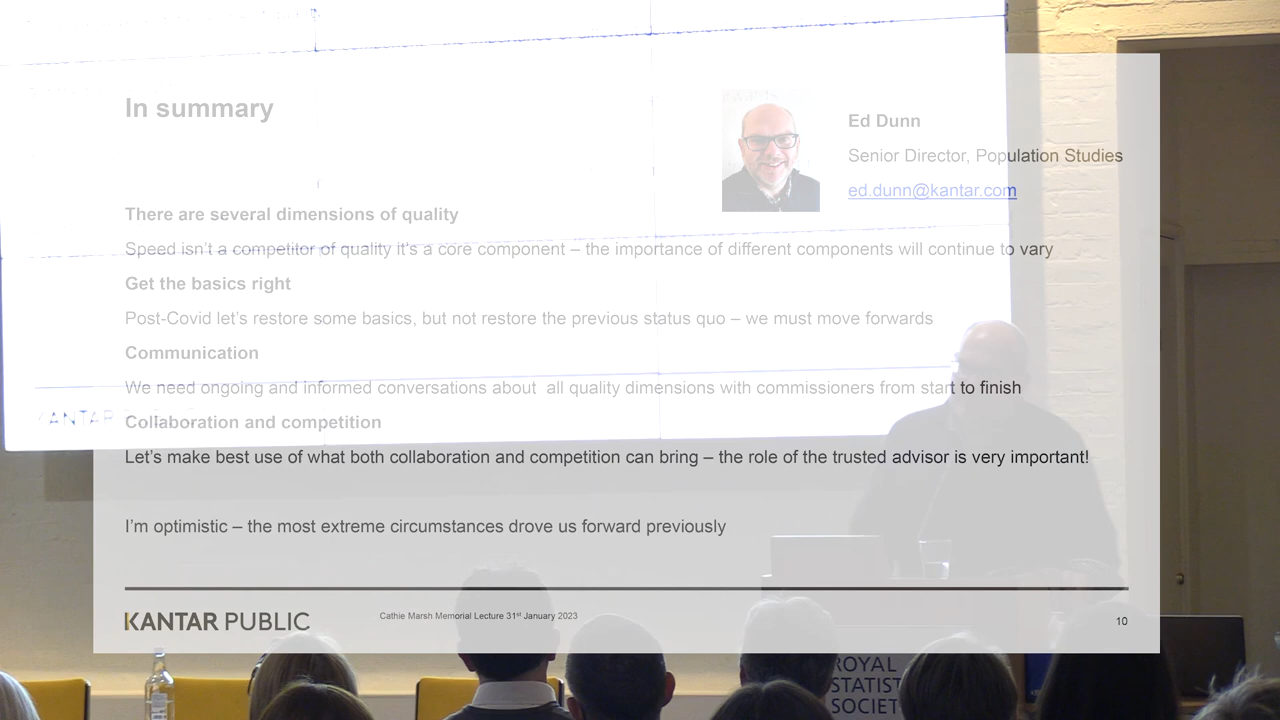 In summary
Ed Dunn
Senior Director, Population Studies
ed.dunn@kantar.com
There are several dimensions of quality
Speed isn't a competitor of quality it's a core component – the importance of different components will continue to vary
Get the basics right
Post-Covid let's restore some basics, but not restore the previous status quo – we must move forwards
Communication
We need ongoing and informed conversations about  all quality dimensions with commissioners from start to finish
Collaboration and competition
Let's make best use of what both collaboration and competition can bring – the role of the trusted advisor is very important!
I'm optimistic – the most extreme circumstances drove us forward previously
KANTAR PUBLIC
Cathie Marsh Memorial Lecture 31st January 2023
10
ROYAL
STATIST
SOCIET